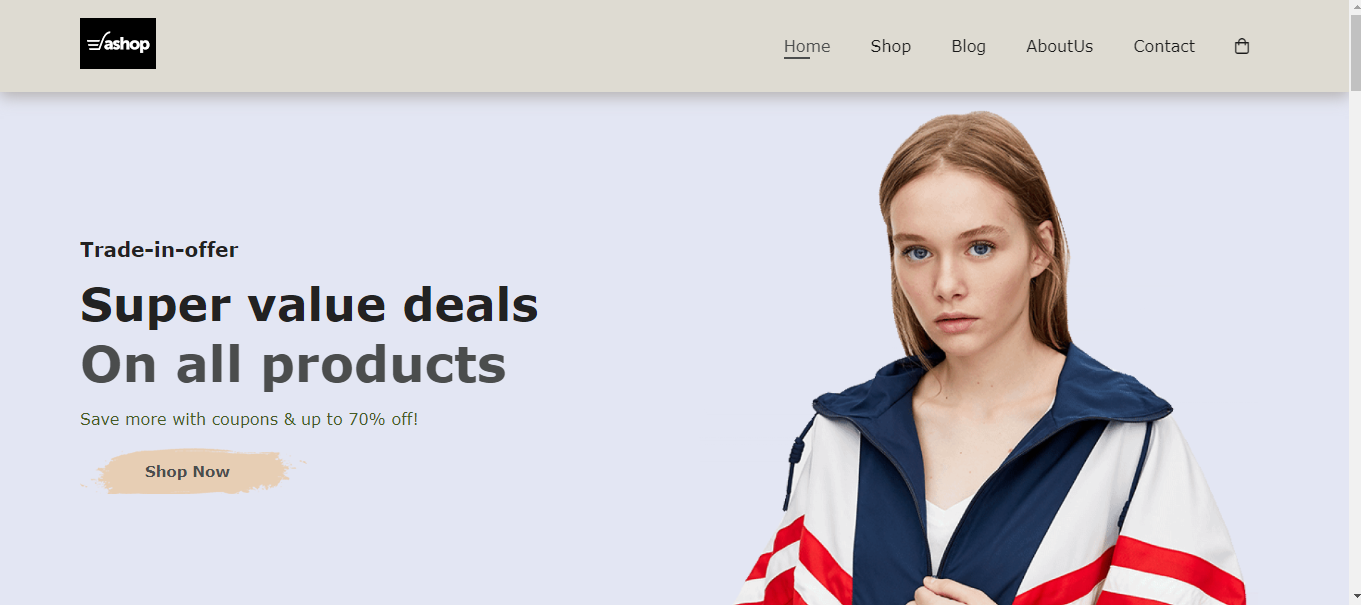 ashop
Home Shop Blog AboutUs Contact
Trade-in-offer
Super value deals
On all products
Save more with coupons & up to 70% off!
Shop Now